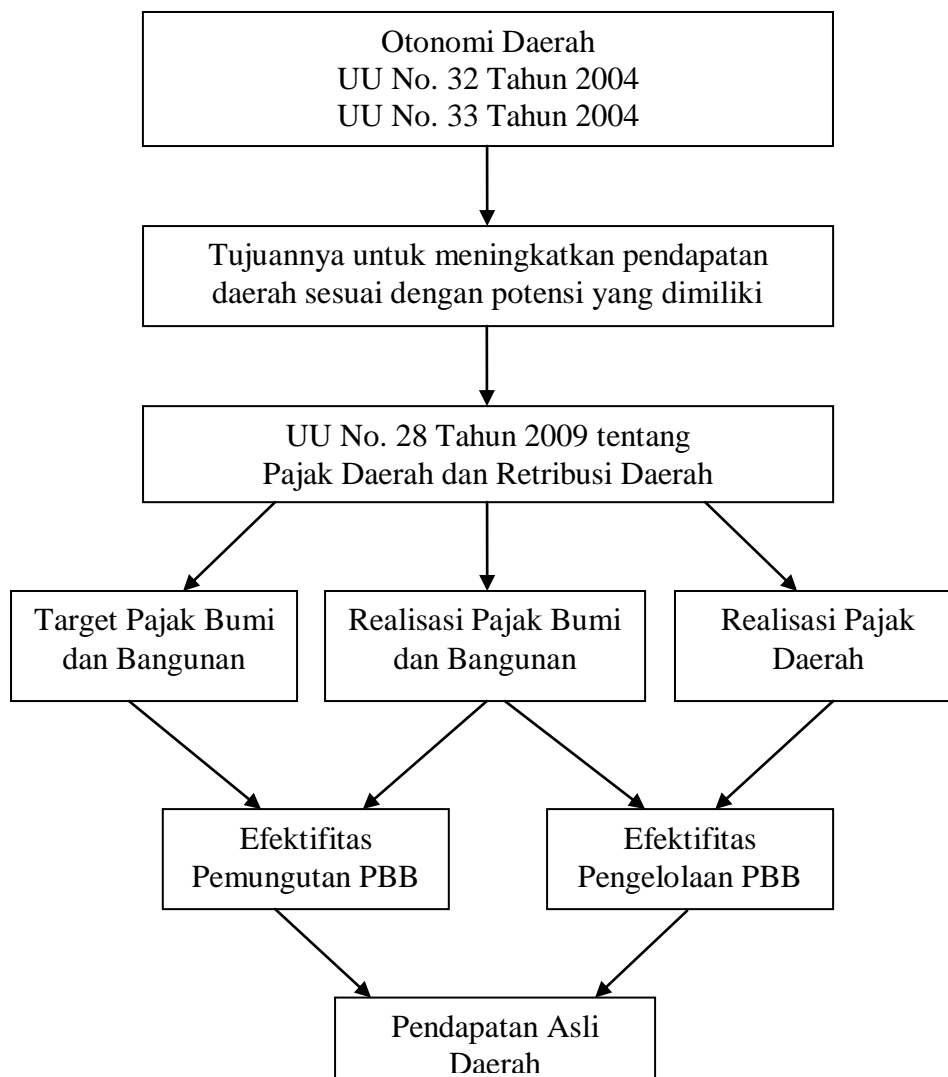 Otonomi Daerah
UU No. 32 Tahun 2004
UU No. 33 Tahun 2004
Tujuannya untuk meningkatkan pendapatan
daerah sesuai dengan potensi yang dimiliki
UU No. 28 Tahun 2009 tentang
Pajak Daerah dan Retribusi Daerah
Target Pajak Bumi
dan Bangunan
Realisasi Pajak Bumi
dan Bangunan
Realisasi Pajak
Daerah
Efektifitas
Pemungutan PBB
Efektifitas
Pengelolaan PBB
Pendapatan Asli
Daerah